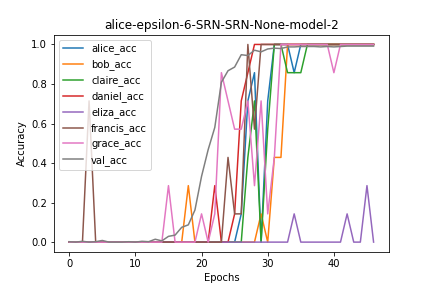 alice-epsilon-6-SRN-SRN-None-model-2
1.0
0.8
0.6
0.4
0.2
0.0
Accuracy
alice_acc
bob_acc
claire_acc
daniel_acc
eliza_acc
francis_acc
grace_acc
val_acc
0 10 20 30 40
Epochs